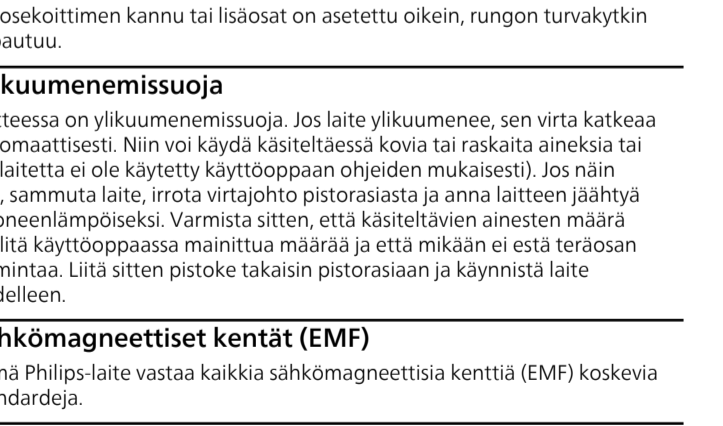 osekoittimen kannu tai lisäosat on asetettu oikein, rungon turvakytkin
autuu.
kuumenemissuoja
tteessa on ylikuumenemissuoja. Jos laite ylikuumenee, sen virta katkeaa
omaattisesti. Niin voi käydä käsiteltäessä kovia tai raskaita aineksia tai
laitetta ei ole käytetty käyttöoppaan ohjeiden mukaisesti). Jos näin
, sammuta laite, irrota virtajohto pistorasiasta ja anna laitteen jäähtyä
oneenlämpöiseksi. Varmista sitten, että käsiteltävien ainesten määrä
litä käyttöoppaassa mainittua määrää ja että mikään ei estä teräosan
mintaa. Liitä sitten pistoke takaisin pistorasiaan ja käynnistä laite
delleen.
hkömagneettiset kentät (EMF)
mä Philips-laite vastaa kaikkia sähkömagneettisia kenttiä (EMF) koskevia
ndardeja.